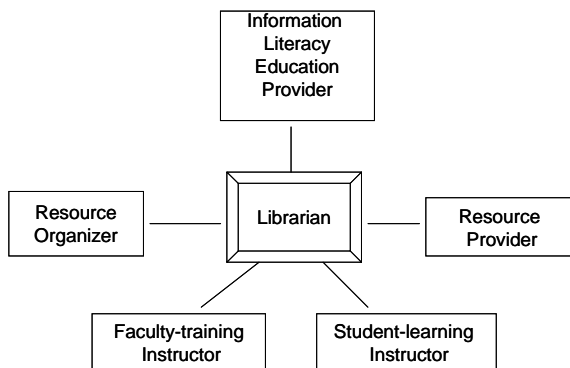 Information
Literacy
Education
Provider
Resource
Organizer
Librarian
Resource
Provider
Faculty-training
Instructor
Student-learning
Instructor